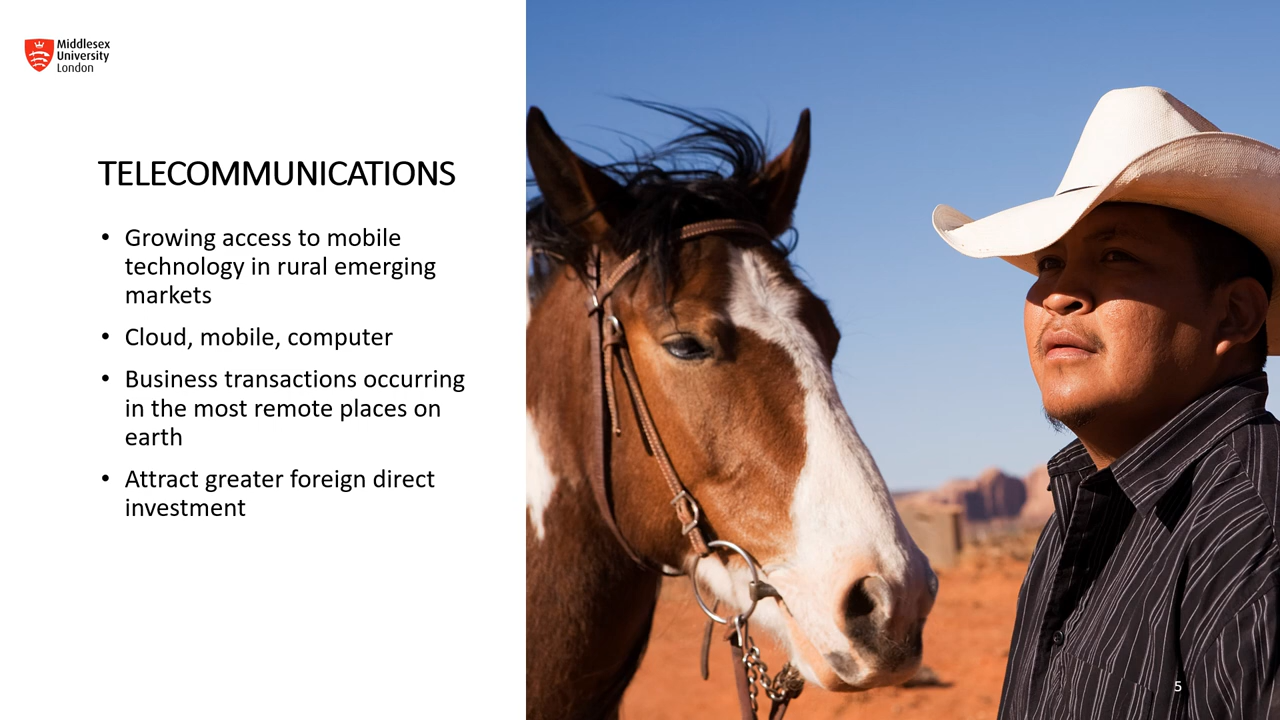 Middlesex
University
London
TELECOMMUNICATIONS
• Growing access to mobile
technology in rural emerging
markets
• Cloud, mobile, computer
• Business transactions occurring
in the most remote places on
earth
• Attract greater foreign direct
investment
5